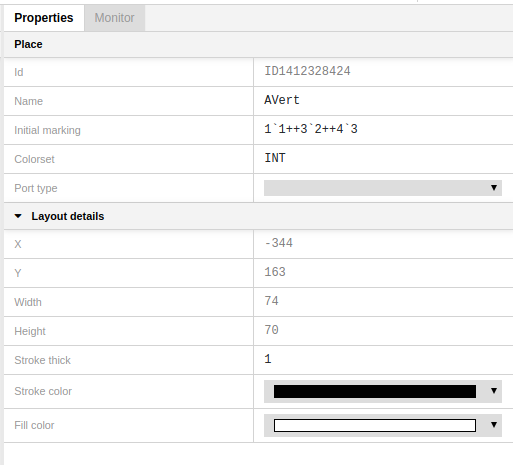 Properties Monitor
Place
Id ID1412328424
Name AVert
Initial marking 1`1++3`2++4`3
Colorset INT
Port type
Layout details
X -344
Y 163
Width 74
Height 70
Stroke thick 1
Stroke color
Fill color